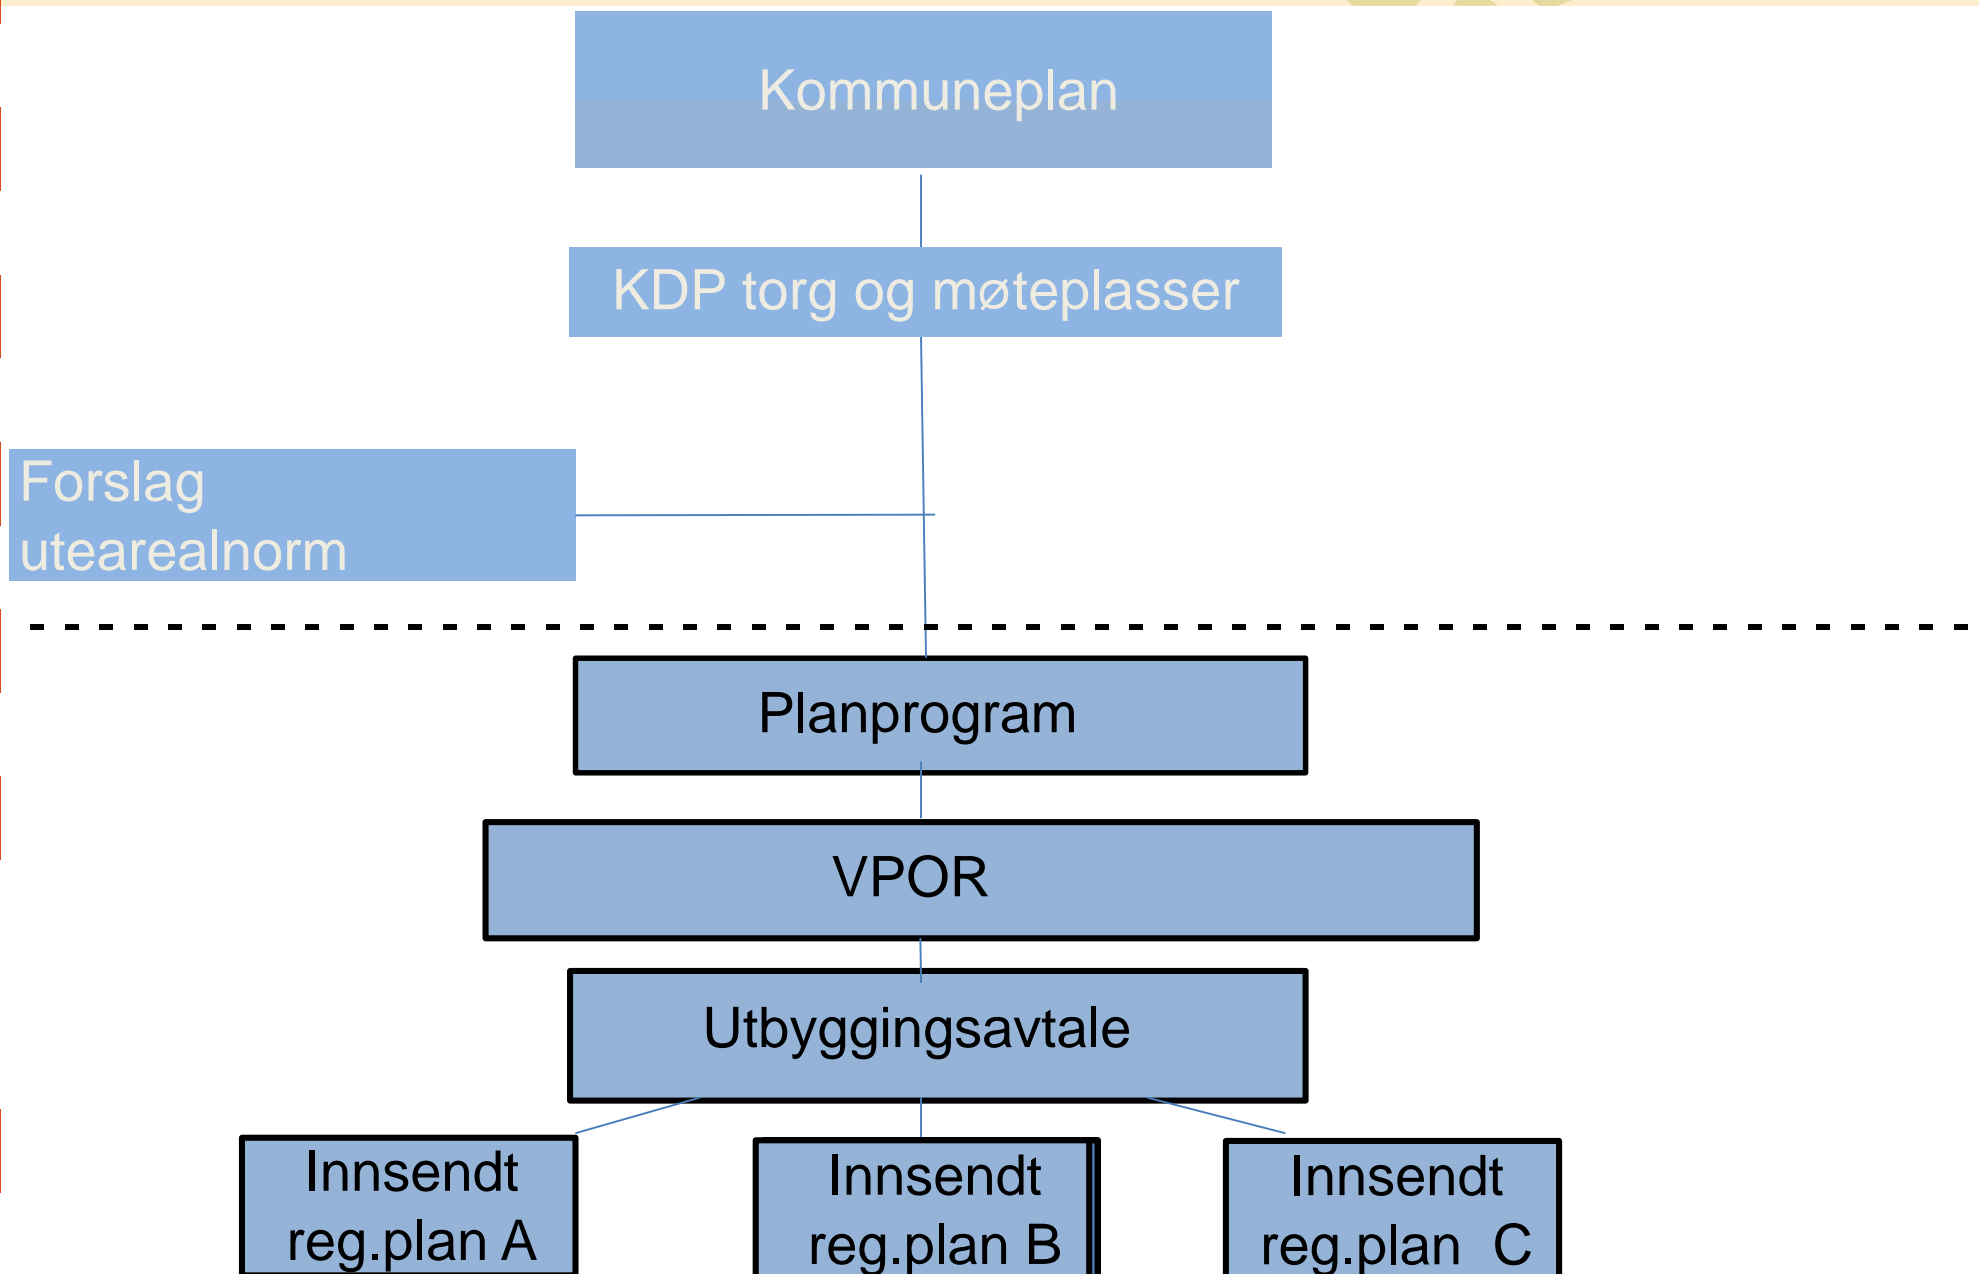 Kommuneplan
KDP torg og møteplasser
Forslag
utearealnorm
Planprogram
VPOR
Utbyggingsavtale
Innsendt
reg.plan A
Innsendt
reg.plan B
Innsendt
reg.plan C